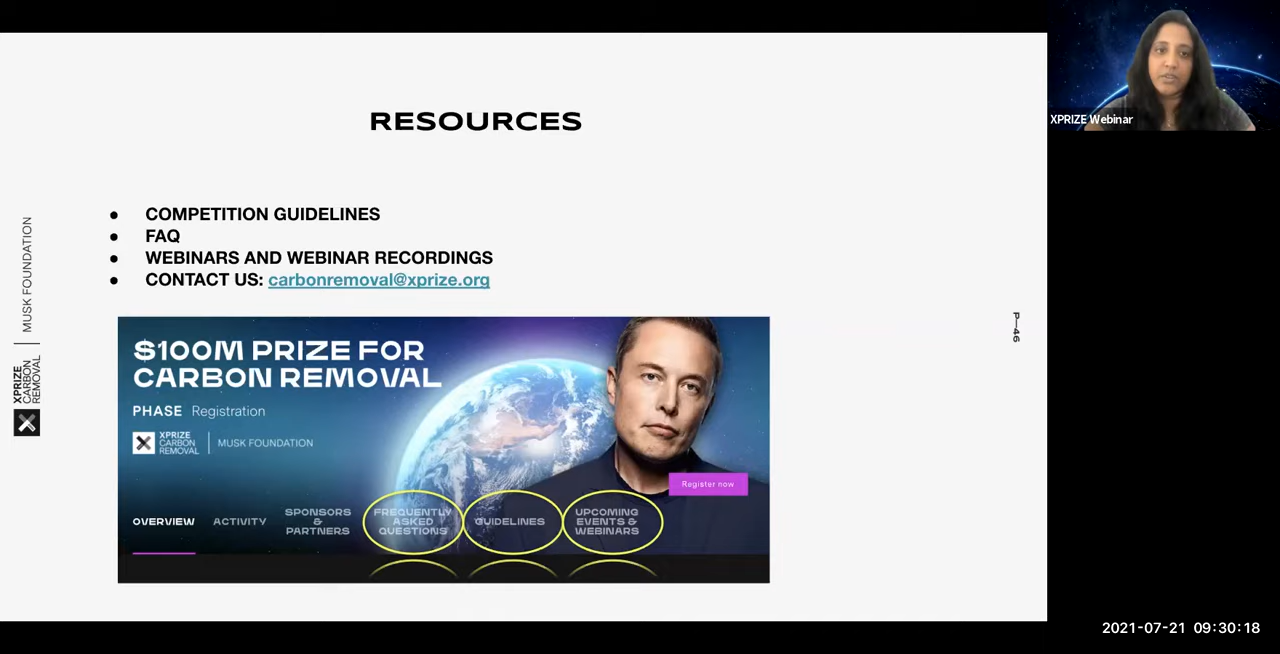 RESOURCES
● COMPETITION GUIDELINES
● FAQ
● WEBINARS AND WEBINAR RECORDINGS
● CONTACT US: carbonremoval@xprize.org
$100M PRIZE FOR
CARBON REMOVAL
PHASE Registration
XPRIZE
CARBON
REMOVAL
MUSK FOUNDATION
Register now
OVERVIEW
ACTIVITY
SPONSORS
&
PARTNERS
FREQUENTLY
ASKED
QUESTIONS
GUIDELINES
UPCOMING
EVENTS &
WEBINARS
XPRIZE
CARBON
REMOVAL
MUSK FOUNDATION
P—46
XPRIZE Webinar
2021-07-21 09:30:18